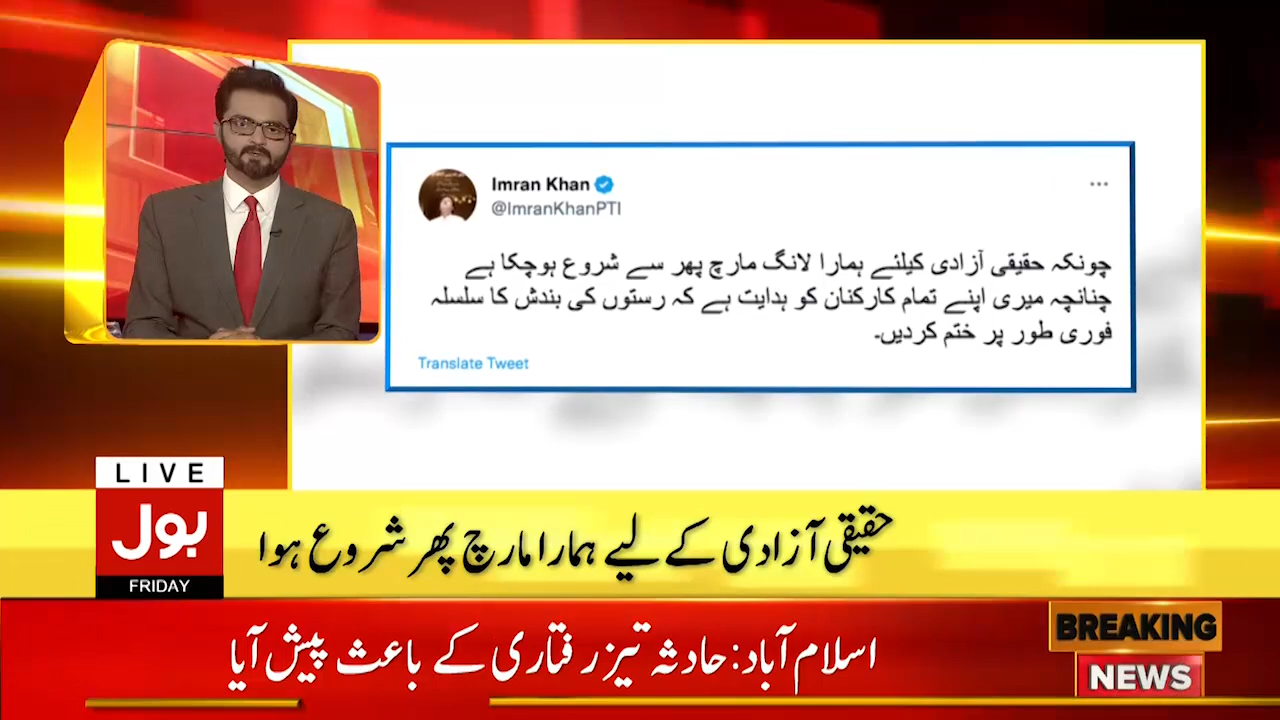 Imran Khan
@ImranKhanPTI
چونکہ حقیقی آزادی کیلئے ہمارا لانگ مارچ پھر سے شروع ہوچکا ہے
چنانچہ میری اپنے تمام کارکنان کو ہدایت ہے کہ رستوں کی بندش کا سلسلہ
فوری طور پر ختم کردیں۔
Translate Tweet
LIVE
بول
FRIDAY
حقیقی آزادی کے لیے ہمارا مارچ پھر شروع ہوا
اسلام آباد: حادثہ تیز رفتاری کے باعث پیش آیا
BREAKING
NEWS